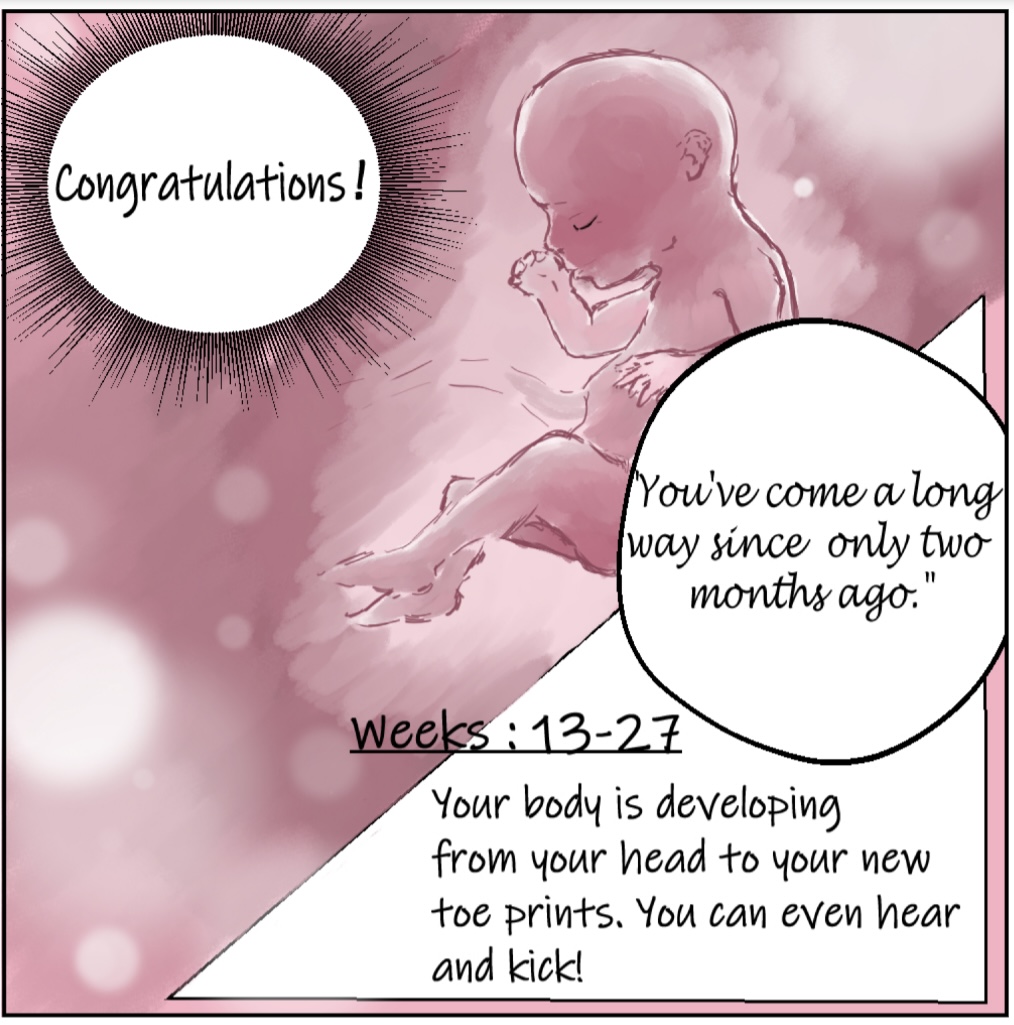 Congratulations!
"You've come a long
way since only two
months ago."
Weeks : 13-27
Your body is developing
from your head to your new
toe prints. You can even hear
and kick!